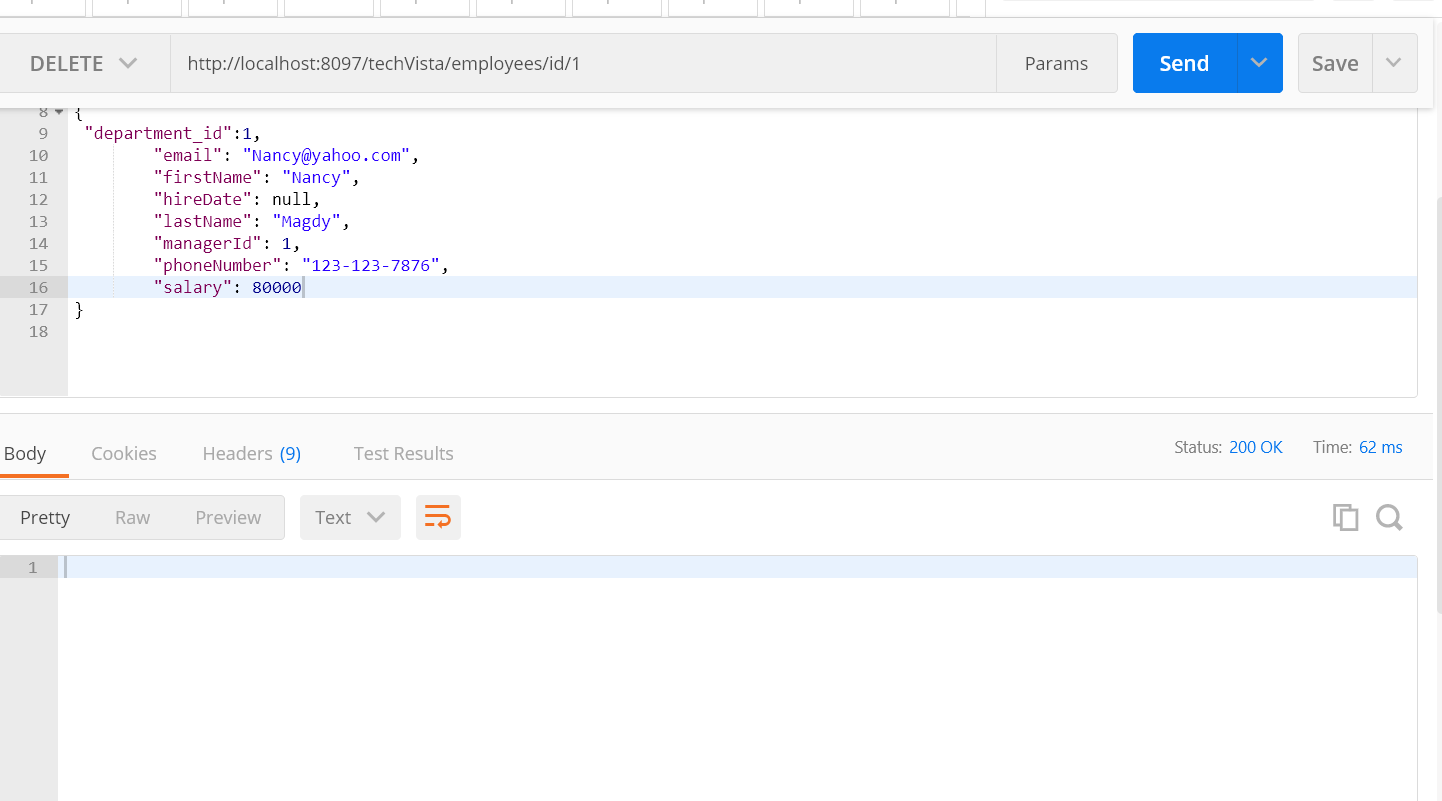 DELETE http://localhost:8097/techVista/employees/id/1 Params Send Save
8 {
9 "department_id":1,
10 "email": "Nancy@yahoo.com",
11 "firstName": "Nancy",
12 "hireDate": null,
13 "lastName": "Magdy",
14 "managerId": 1,
15 "phoneNumber": "123-123-7876",
16 "salary": 80000
17 }
18
Body Cookies Headers (9) Test Results Status: 200 OK Time: 62 ms
Pretty Raw Preview Text
1